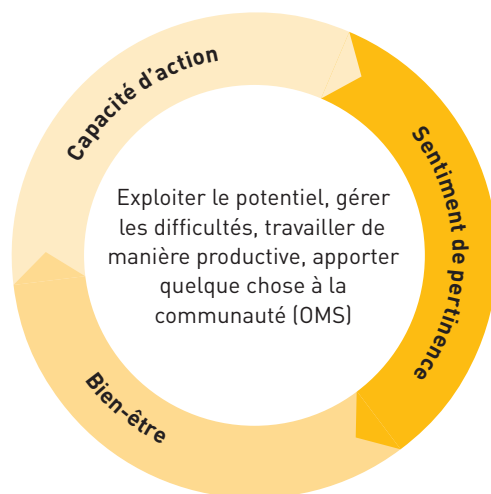 Capacité d'action
Sentiment de pertinence
Exploiter le potentiel, gérer
les difficultés, travailler de
manière productive, apporter
quelque chose à la
communauté (OMS)
Bien-être